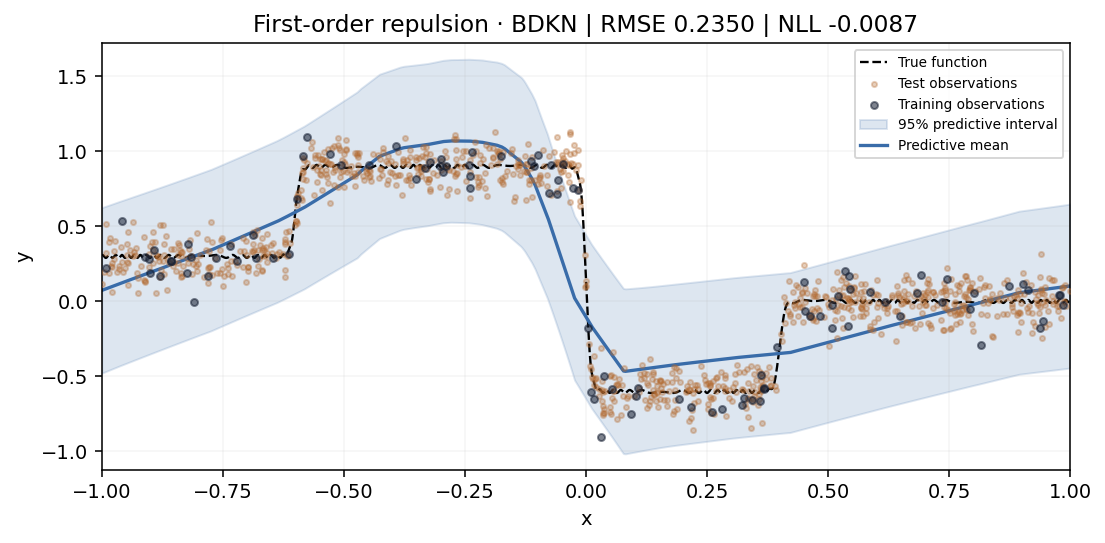 First-order repulsion · BDKN | RMSE 0.2350 | NLL -0.0087
True function
Test observations
Training observations
95% predictive interval
Predictive mean
y
1.5
1.0
0.5
0.0
−0.5
−1.0
−1.00
−0.75
−0.50
−0.25
0.00
0.25
0.50
0.75
1.00
x